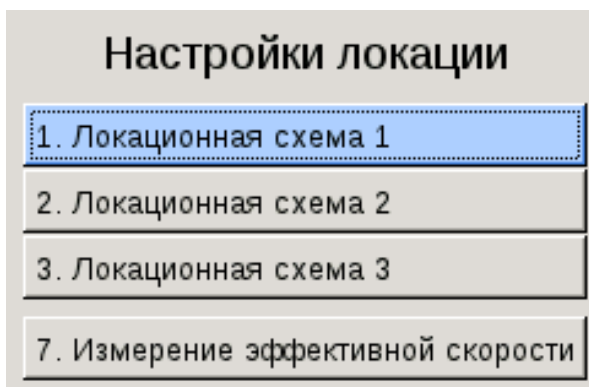 Настройки локации
1. Локационная схема 1
2. Локационная схема 2
3. Локационная схема 3
7. Измерение эффективной скорости